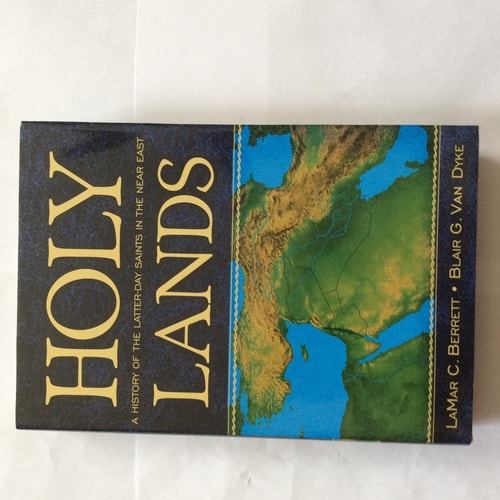 HOLY
A HISTORY OF THE LATTER-DAY SAINTS IN THE NEAR EAST
LANDS
LAMAR C. BERRETT • BLAIR G. VAN DYKE